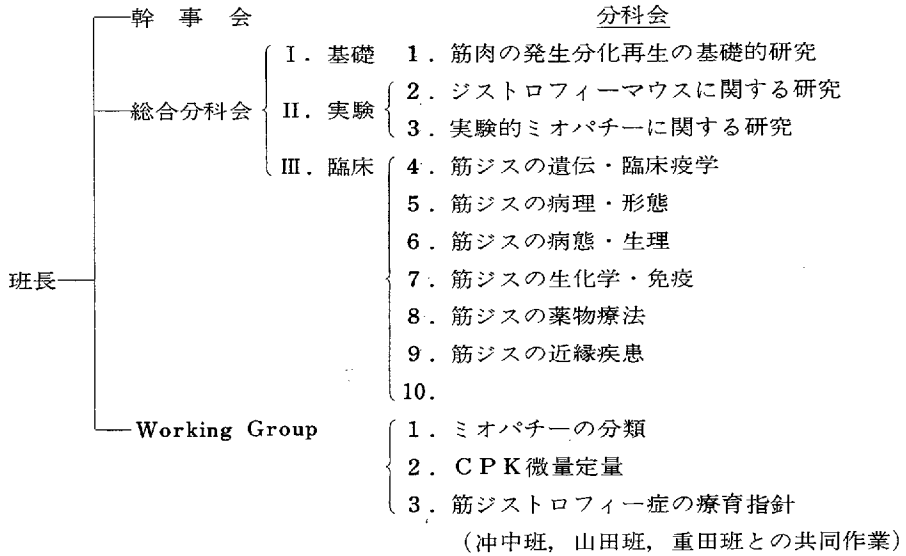 幹事会
分科会
総合分科会
I. 基礎
1. 筋肉の発生分化再生の基礎的研究
II. 実験
2. ジストロフィーマウスに関する研究
3. 実験的ミオパチーに関する研究
III. 臨床
4. 筋ジスの遺伝・臨床疫学
5. 筋ジスの病理・形態
6. 筋ジスの病態・生理
班長
7. 筋ジスの生化学・免疫
8. 筋ジスの薬物療法
9. 筋ジスの近縁疾患
10.
Working Group
1. ミオパチーの分類
2. CPK微量定量
3. 筋ジストロフィー症の療育指針
(冲中班, 山田班, 重田班との共同作業)